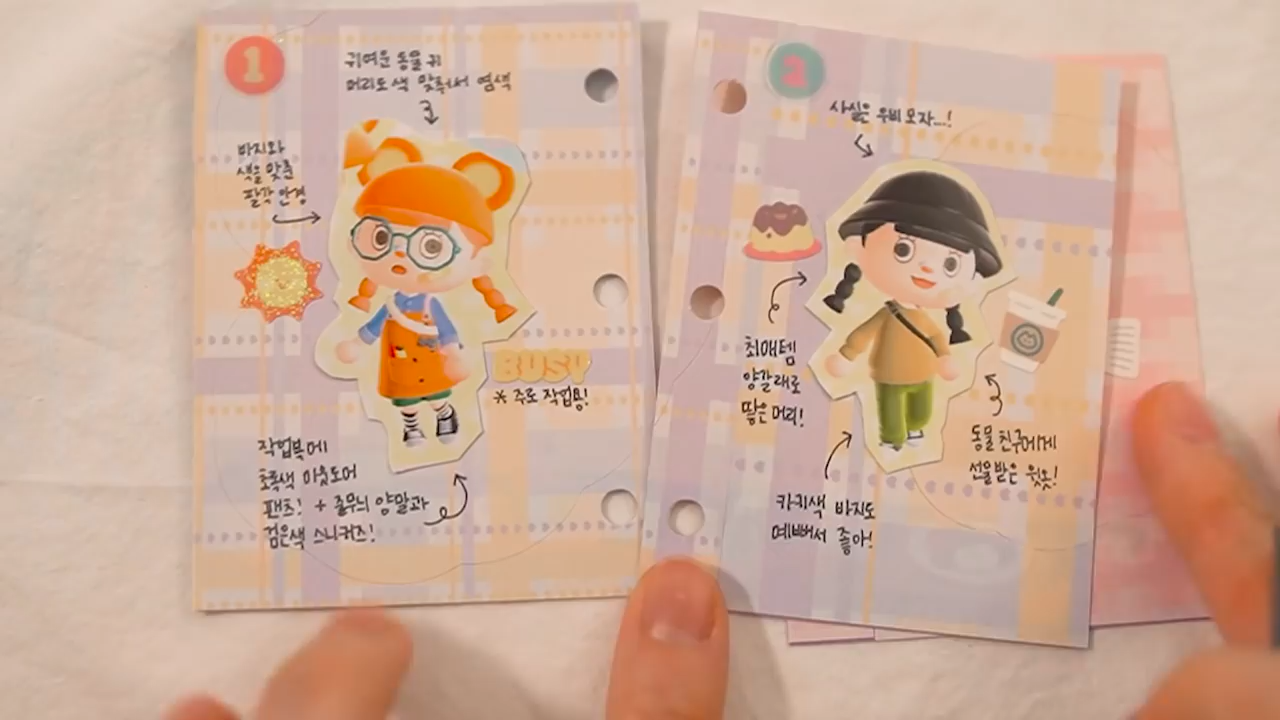 1
귀여운 동물 귀
머리도 색 맞춰서 염색
바지와
색을 맞춘
팔각 안경
BUSY
* 주로 작업용!
작업복에
초록색 아웃도어
팬츠! + 줄무늬 양말과
검은색 스니커즈!
2
사실은 우비 모자...!
최애템
양갈래로
땋은 머리!
동물 친구에게
선물 받은 윗옷!
카키색 바지도
예뻐서 좋아!